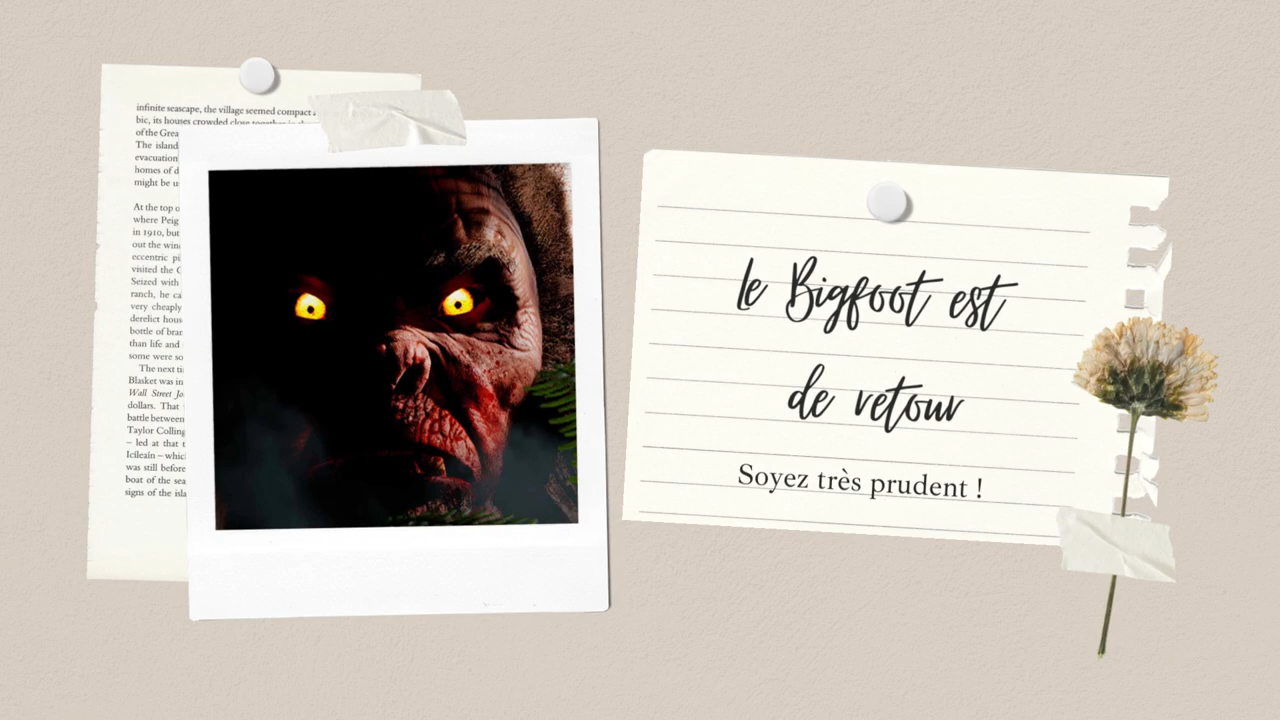 infinite seascape, the village seemed compact
bic, its houses crowded close together in
of the Grea
The island
evacuation
homes of d
might be u
At the top o
where Peig
in 1910, but
out the win
eccentric pi
visited the
Seized with
ranch, he ca
very cheaply
derelict hous
bottle of bran
than life and
some were so
The next ti
Blasket was in
Wall Street Jo
dollars. That
battle between
Taylor Colling
– led at that t
Icileain – whic
was still before
boat of the sea
signs of the isla
le Bigfoot est
de retour
Soyez très prudent !